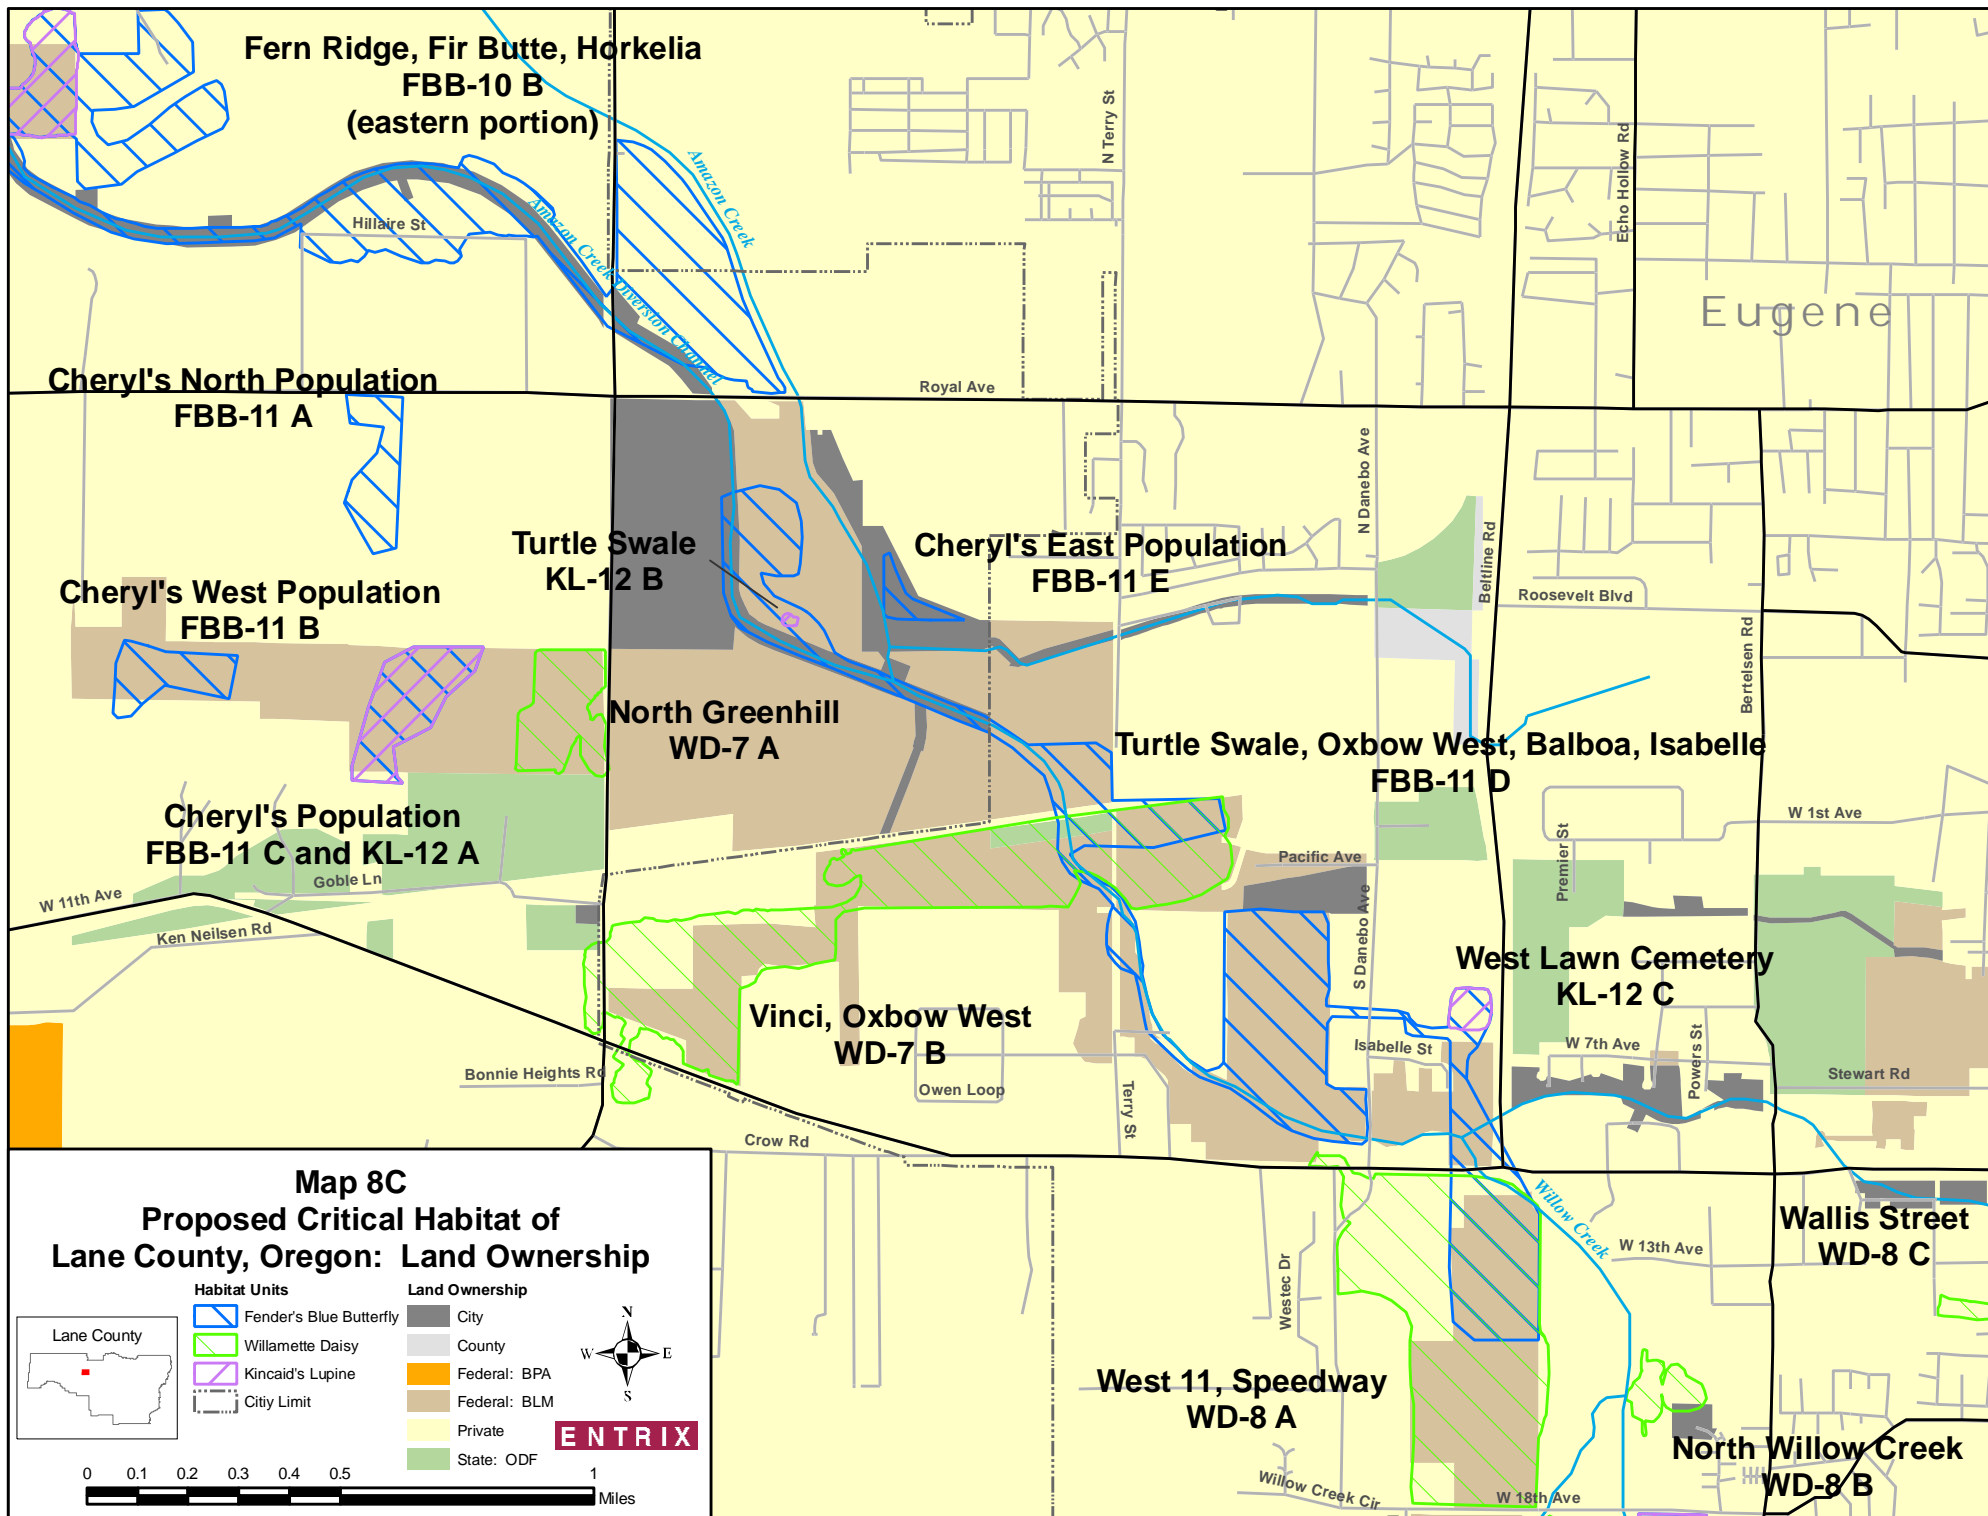 Fern Ridge, Fir Butte, Horkelia
FBB-10 B
(eastern portion)
N Terry St
Echo Hollow Rd
Amazon Creek
Hillaire St
Amazon Creek Diversion Channel
Eugene
Cheryl's North Population
FBB-11 A
Royal Ave
N Danebo Ave
Turtle Swale
KL-12 B
Cheryl's East Population
FBB-11 E
Beltline Rd
Roosevelt Blvd
Cheryl's West Population
FBB-11 B
Bertelsen Rd
North Greenhill
WD-7 A
Turtle Swale, Oxbow West, Balboa, Isabelle
FBB-11 D
Cheryl's Population
FBB-11 C and KL-12 A
W 1st Ave
Premier St
Pacific Ave
Goble Ln
W 11th Ave
Ken Neilsen Rd
S Danebo Ave
West Lawn Cemetery
KL-12 C
Vinci, Oxbow West
WD-7 B
Isabelle St
W 7th Ave
Powers St
Bonnie Heights Rd
Owen Loop
Terry St
Stewart Rd
Crow Rd
Willow Creek
Wallis Street
WD-8 C
W 13th Ave
Westec Dr
West 11, Speedway
WD-8 A
North Willow Creek
WD-8 B
Willow Creek Cir
W 18th Ave
Map 8C
Proposed Critical Habitat of
Lane County, Oregon: Land Ownership
Habitat Units
Fender's Blue Butterfly
Willamette Daisy
Kincaid's Lupine
Citiy Limit
Land Ownership
City
County
Federal: BPA
Federal: BLM
Private
State: ODF
Lane County
N
W E
S
ENTRIX
0 0.1 0.2 0.3 0.4 0.5 1
Miles